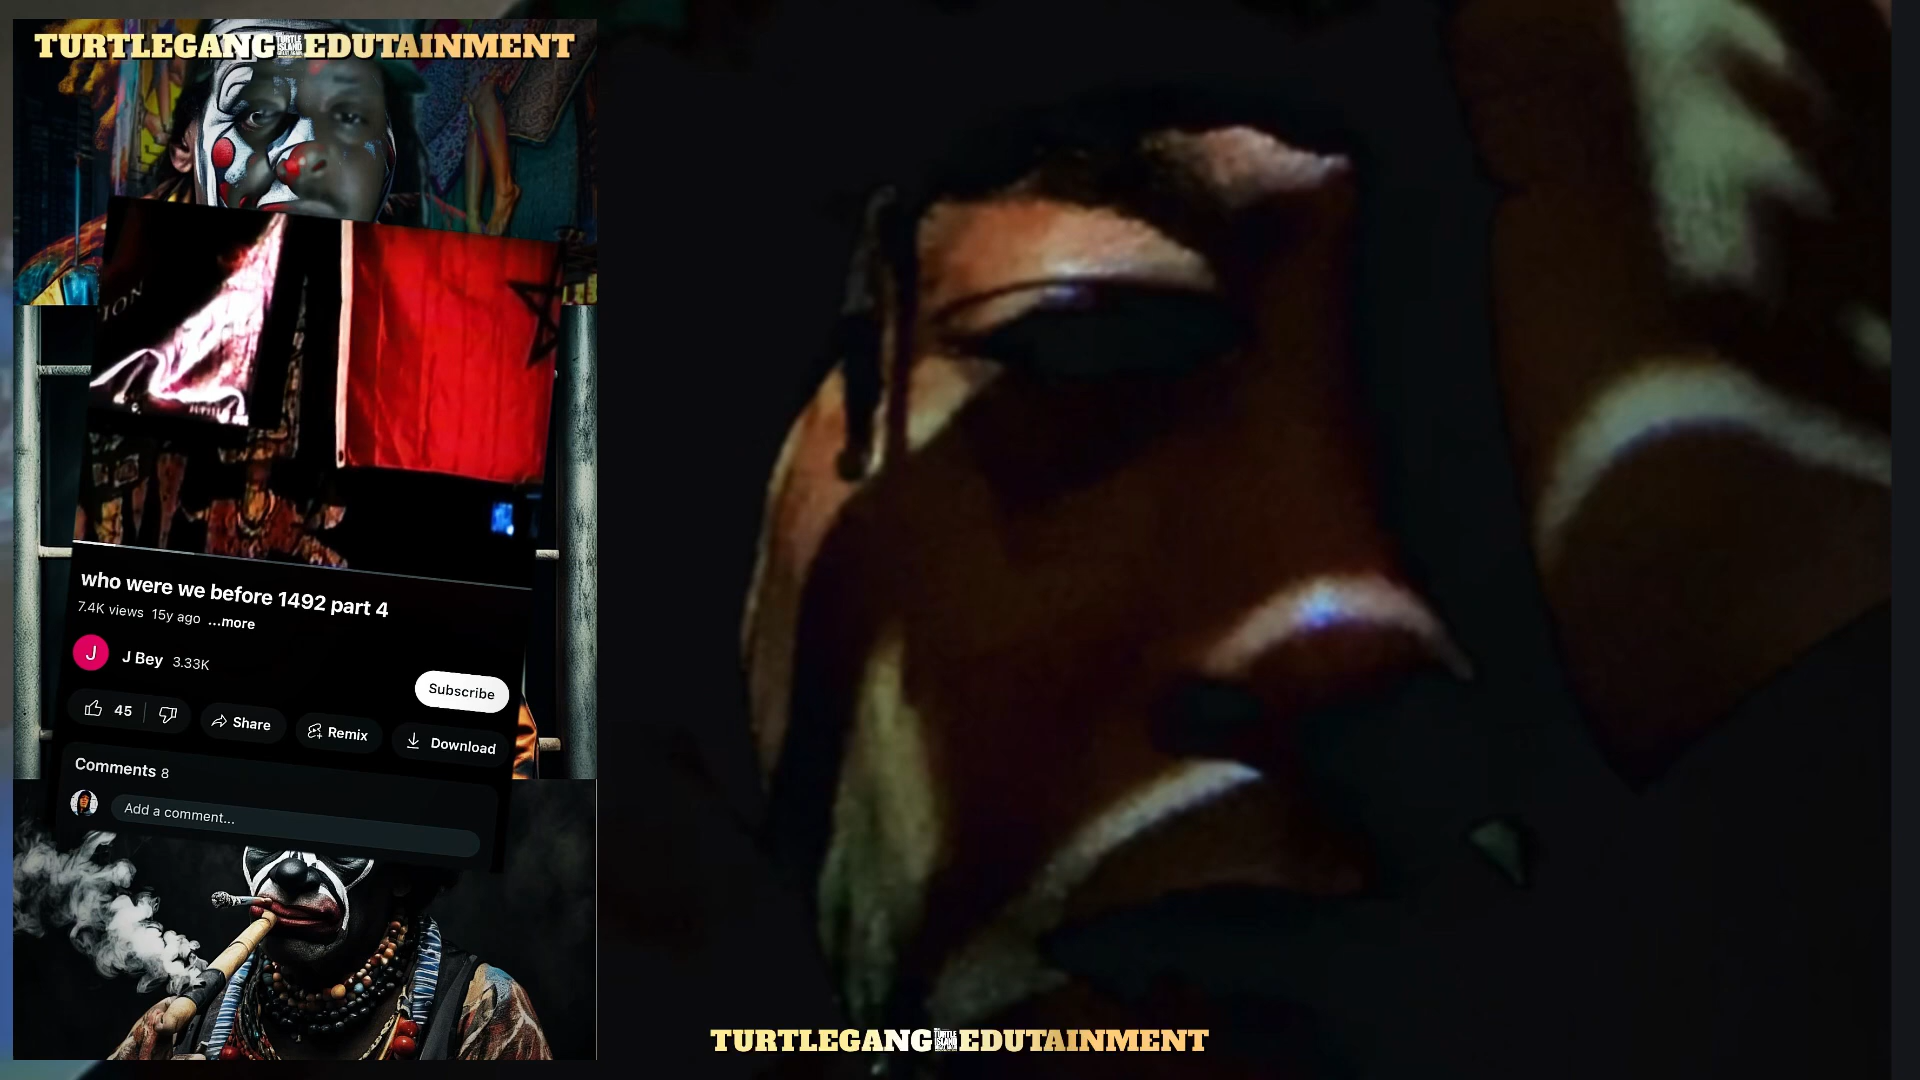 TURTLEGANG EDUTAINMENT
who were we before 1492 part 4
7.4K views 15y ago ...more
J
J Bey 3.33K
Subscribe
45
Share
Remix
Download
Comments 8
Add a comment...
TURTLEGANG EDUTAINMENT